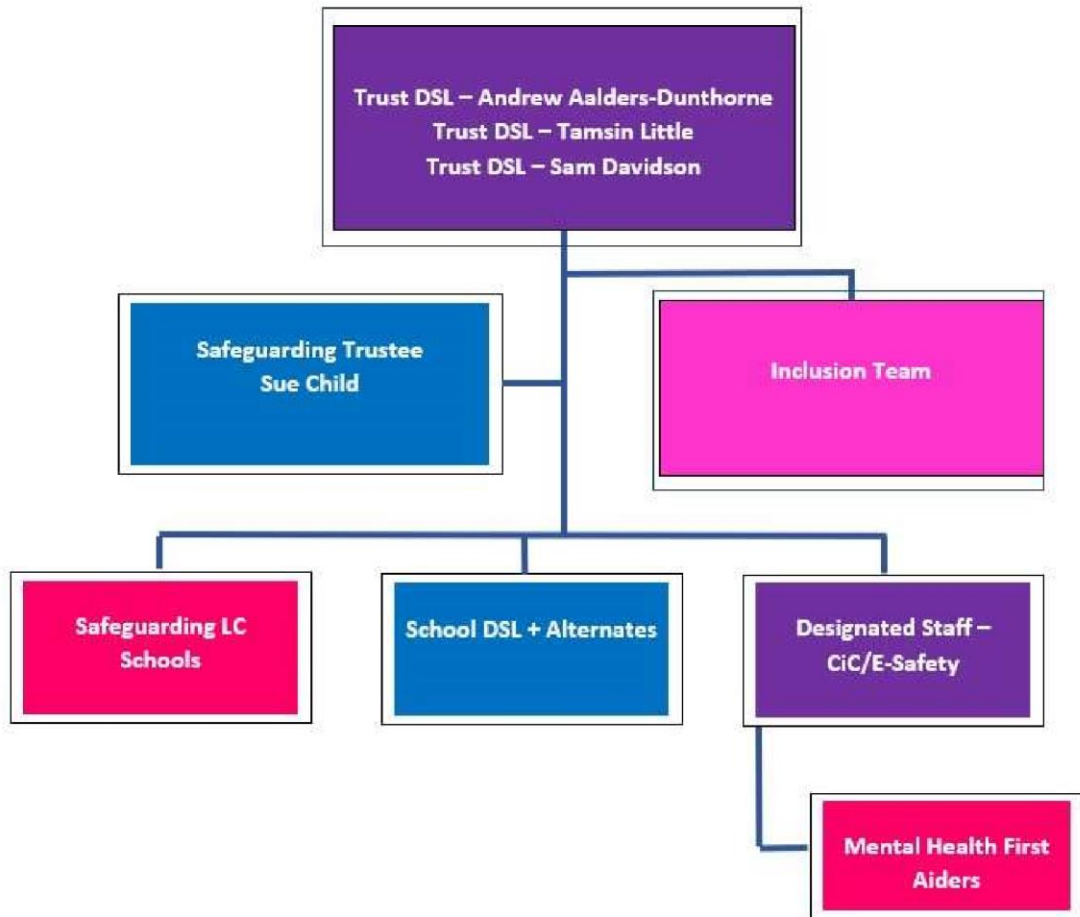 Trust DSL – Andrew Aalders-Dunthorne
Trust DSL – Tamsin Little
Trust DSL – Sam Davidson
Safeguarding Trustee
Sue Child
Inclusion Team
Safeguarding LC
Schools
School DSL + Alternates
Designated Staff –
CiC/E-Safety
Mental Health First
Aiders